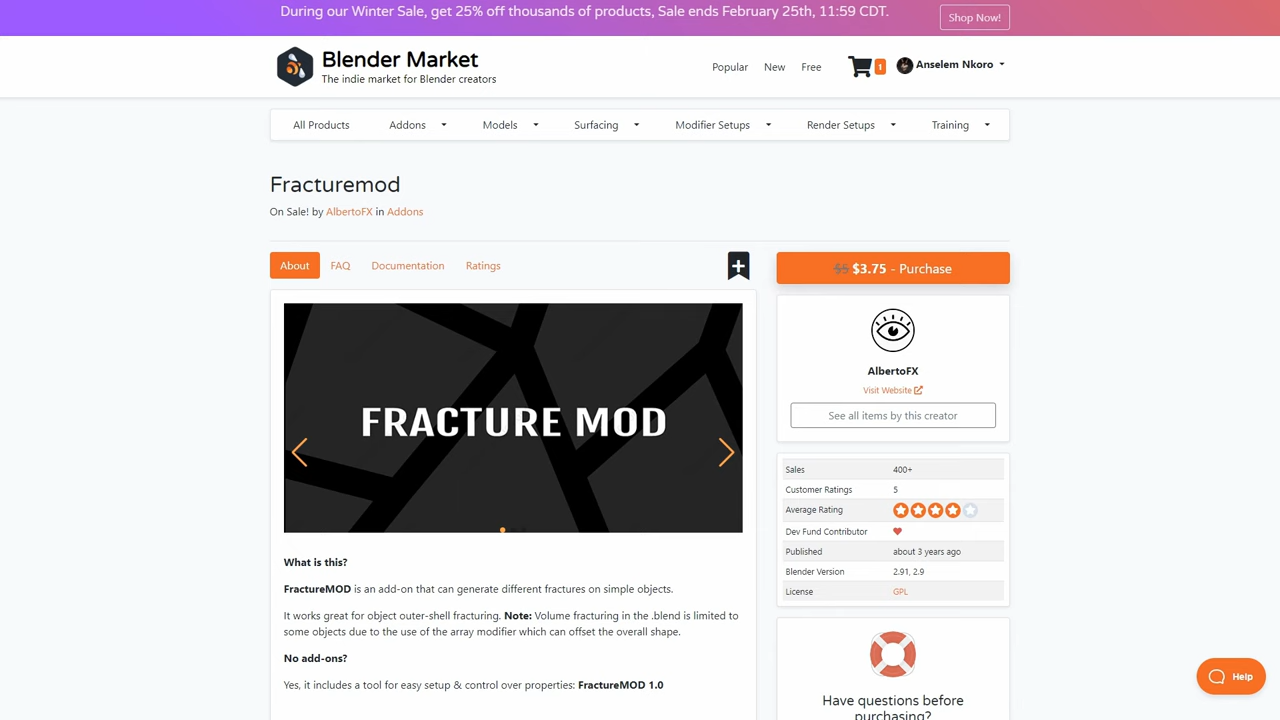 During our Winter Sale, get 25% off thousands of products, Sale ends February 25th, 11:59 CDT.
Shop Now!
Blender Market
The indie market for Blender creators
Popular
New
Free
1
Anselem Nkoro
All Products
Addons
Models
Surfacing
Modifier Setups
Render Setups
Training
Fracturemod
On Sale! by AlbertoFX in Addons
About
FAQ
Documentation
Ratings
$5 $3.75 - Purchase
FRACTURE MOD
AlbertoFX
Visit Website
See all items by this creator
Sales 400+
Customer Ratings 5
Average Rating
Dev Fund Contributor
Published about 3 years ago
Blender Version 2.91, 2.9
License GPL
What is this?
FractureMOD is an add-on that can generate different fractures on simple objects.
It works great for object outer-shell fracturing. Note: Volume fracturing in the .blend is limited to
some objects due to the use of the array modifier which can offset the overall shape.
No add-ons?
Yes, it includes a tool for easy setup & control over properties: FractureMOD 1.0
Have questions before
purchasing?
Help